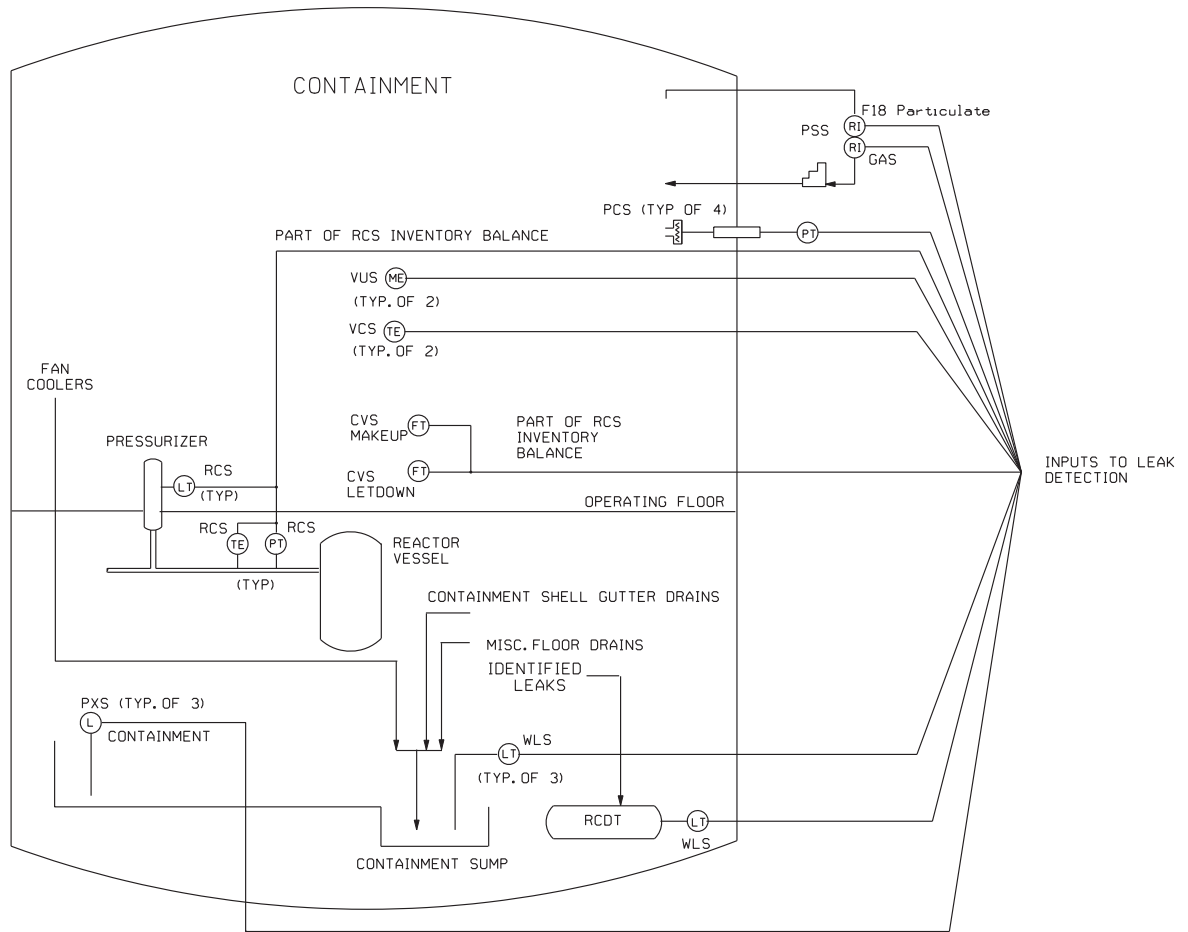 CONTAINMENT
F18 Particulate
PSS
RI
RI
GAS
PCS (TYP OF 4)
PT
PART OF RCS INVENTORY BALANCE
VUS
ME
(TYP. OF 2)
VCS
TE
(TYP. OF 2)
FAN
COOLERS
CVS
MAKEUP
FT
PART OF RCS
INVENTORY
BALANCE
PRESSURIZER
RCS
LT
(TYP)
FT
CVS
LETDOWN
INPUTS TO LEAK
DETECTION
OPERATING FLOOR
RCS
RCS
TE
PT
REACTOR
VESSEL
(TYP)
CONTAINMENT SHELL GUTTER DRAINS
MISC. FLOOR DRAINS
IDENTIFIED
LEAKS
PXS (TYP. OF 3)
L
CONTAINMENT
WLS
LT
(TYP. OF 3)
RCDT
LT
WLS
CONTAINMENT SUMP